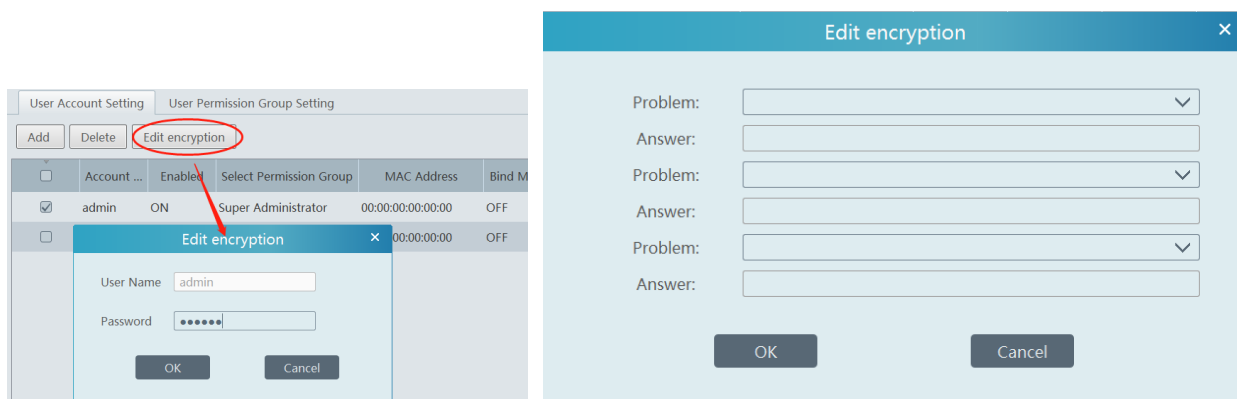 User Account Setting User Permission Group Setting
Add Delete Edit encryption
Account ... Enabled Select Permission Group MAC Address Bind M
admin ON Super Administrator 00:00:00:00:00:00 OFF
00:00:00:00 OFF
Edit encryption ×
User Name admin
Password ●●●●●●
OK Cancel
Edit encryption ×
Problem:
Answer:
Problem:
Answer:
Problem:
Answer:
OK Cancel